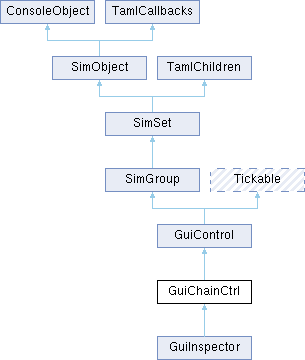 ConsoleObject TamlCallbacks
SimObject TamlChildren
SimSet
SimGroup Tickable
GuiControl
GuiChainCtrl
GuiInspector